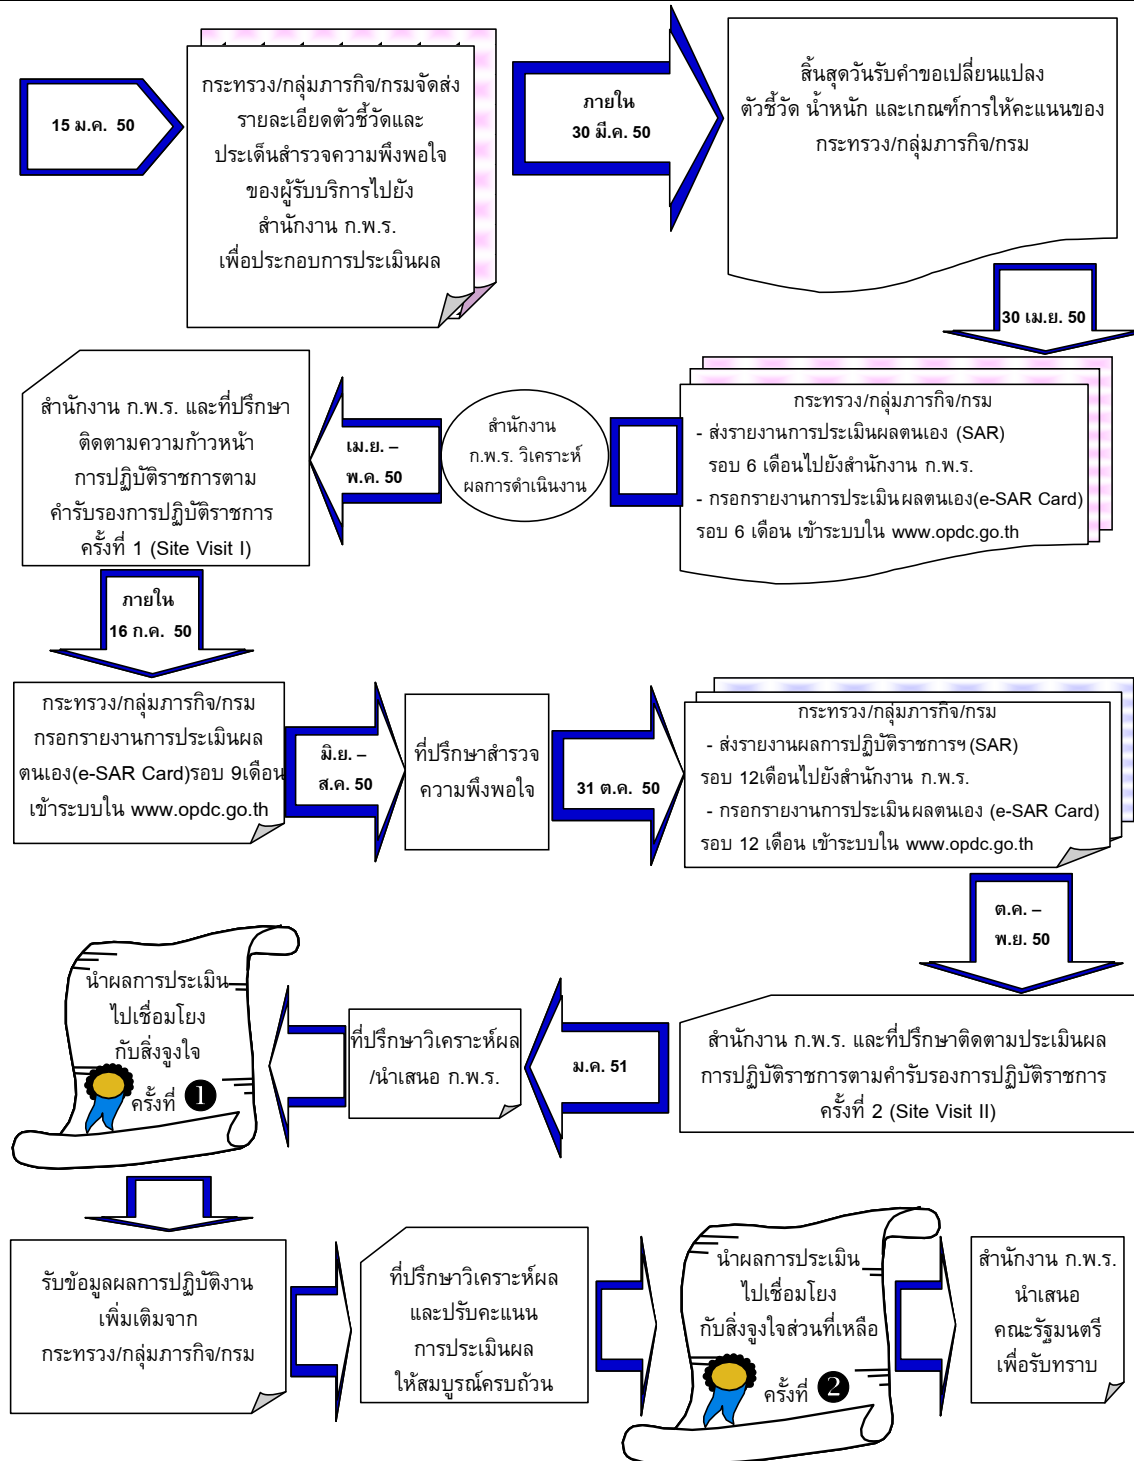 15 ม.ค. 50
กระทรวง/กลุ่มภารกิจ/กรมจัดส่ง
รายละเอียดตัวชี้วัดและ
ประเด็นสำรวจความพึงพอใจ
ของผู้รับบริการไปยัง
สำนักงาน ก.พ.ร.
เพื่อประกอบการประเมินผล
ภายใน
30 มี.ค. 50
สิ้นสุดวันรับคำขอเปลี่ยนแปลง
ตัวชี้วัด น้ำหนัก และเกณฑ์การให้คะแนนของ
กระทรวง/กลุ่มภารกิจ/กรม
30 เม.ย. 50
กระทรวง/กลุ่มภารกิจ/กรม
- ส่งรายงานการประเมินผลตนเอง (SAR)
รอบ 6 เดือนไปยังสำนักงาน ก.พ.ร.
- กรอกรายงานการประเมินผลตนเอง(e-SAR Card)
รอบ 6 เดือน เข้าระบบใน www.opdc.go.th
สำนักงาน
ก.พ.ร. วิเคราะห์
ผลการดำเนินงาน
เม.ย. –
พ.ค. 50
สำนักงาน ก.พ.ร. และที่ปรึกษา
ติดตามความก้าวหน้า
การปฏิบัติราชการตาม
คำรับรองการปฏิบัติราชการ
ครั้งที่ 1 (Site Visit I)
ภายใน
16 ก.ค. 50
กระทรวง/กลุ่มภารกิจ/กรม
กรอกรายงานการประเมินผล
ตนเอง(e-SAR Card)รอบ 9เดือน
เข้าระบบใน www.opdc.go.th
มิ.ย. –
ส.ค. 50
ที่ปรึกษาสำรวจ
ความพึงพอใจ
31 ต.ค. 50
กระทรวง/กลุ่มภารกิจ/กรม
- ส่งรายงานผลการปฏิบัติราชการฯ (SAR)
รอบ 12เดือนไปยังสำนักงาน ก.พ.ร.
- กรอกรายงานการประเมินผลตนเอง (e-SAR Card)
รอบ 12 เดือน เข้าระบบใน www.opdc.go.th
ต.ค. –
พ.ย. 50
สำนักงาน ก.พ.ร. และที่ปรึกษาติดตามประเมินผล
การปฏิบัติราชการตามคำรับรองการปฏิบัติราชการ
ครั้งที่ 2 (Site Visit II)
ม.ค. 51
ที่ปรึกษาวิเคราะห์ผล
/นำเสนอ ก.พ.ร.
นำผลการประเมิน
ไปเชื่อมโยง
กับสิ่งจูงใจ
ครั้งที่ ❶
รับข้อมูลผลการปฏิบัติงาน
เพิ่มเติมจาก
กระทรวง/กลุ่มภารกิจ/กรม
ที่ปรึกษาวิเคราะห์ผล
และปรับคะแนน
การประเมินผล
ให้สมบูรณ์ครบถ้วน
นำผลการประเมิน
ไปเชื่อมโยง
กับสิ่งจูงใจส่วนที่เหลือ
ครั้งที่ ❷
สำนักงาน ก.พ.ร.
นำเสนอ
คณะรัฐมนตรี
เพื่อรับทราบ